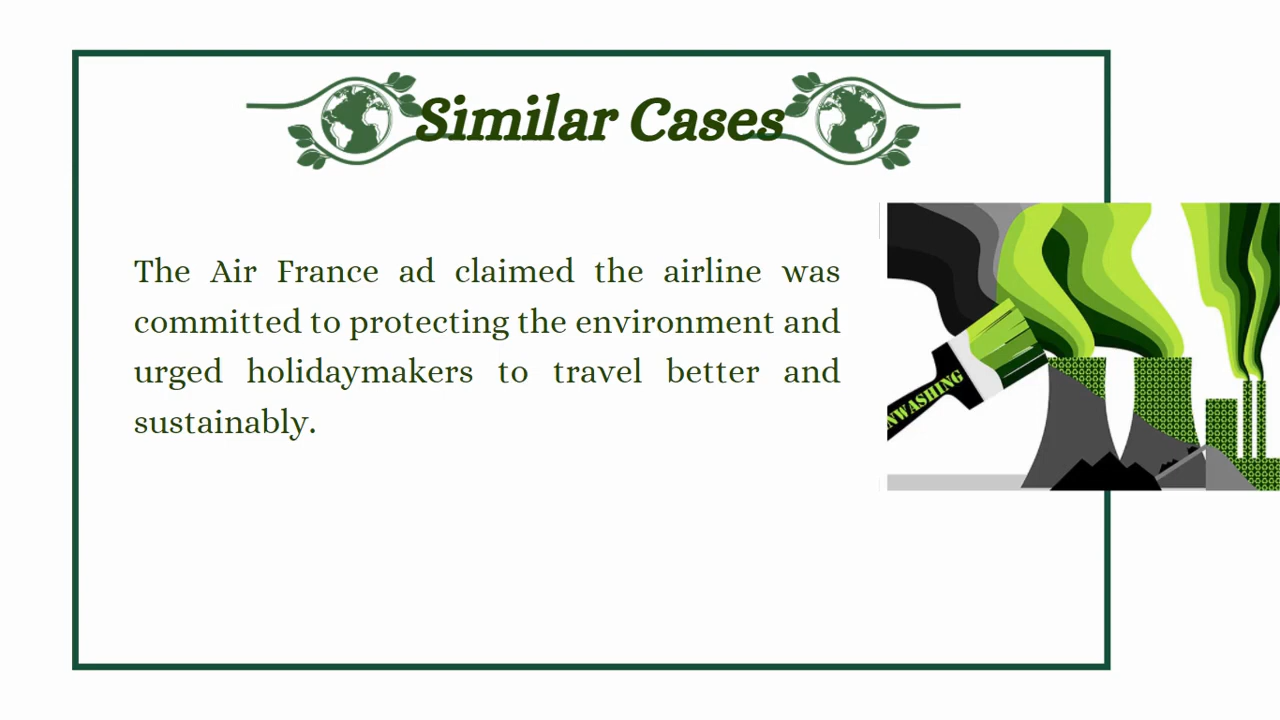 Similar Cases
The Air France ad claimed the airline was
committed to protecting the environment and
urged holidaymakers to travel better and
sustainably.
NWASHING